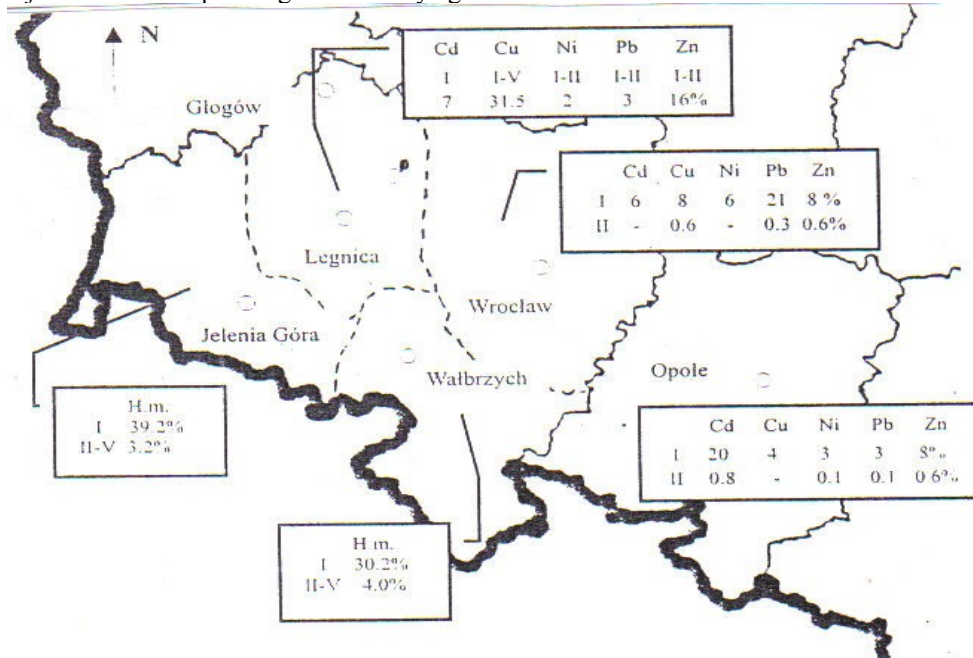 N
Cd Cu Ni Pb Zn
I I-V I-II I-II I-II
7 31.5 2 3 16%
Głogów
Cd Cu Ni Pb Zn
I 6 8 6 21 8 %
II - 0.6 - 0.3 0.6%
Legnica
Wrocław
Jelenia Góra
Wałbrzych
Opole
H.m.
I 39.2%
II-V 3.2%
Cd Cu Ni Pb Zn
I 20 4 3 3 8%
II 0.8 - 0.1 0.1 0.6%
H.m.
I 30.2%
II-V 4.0%